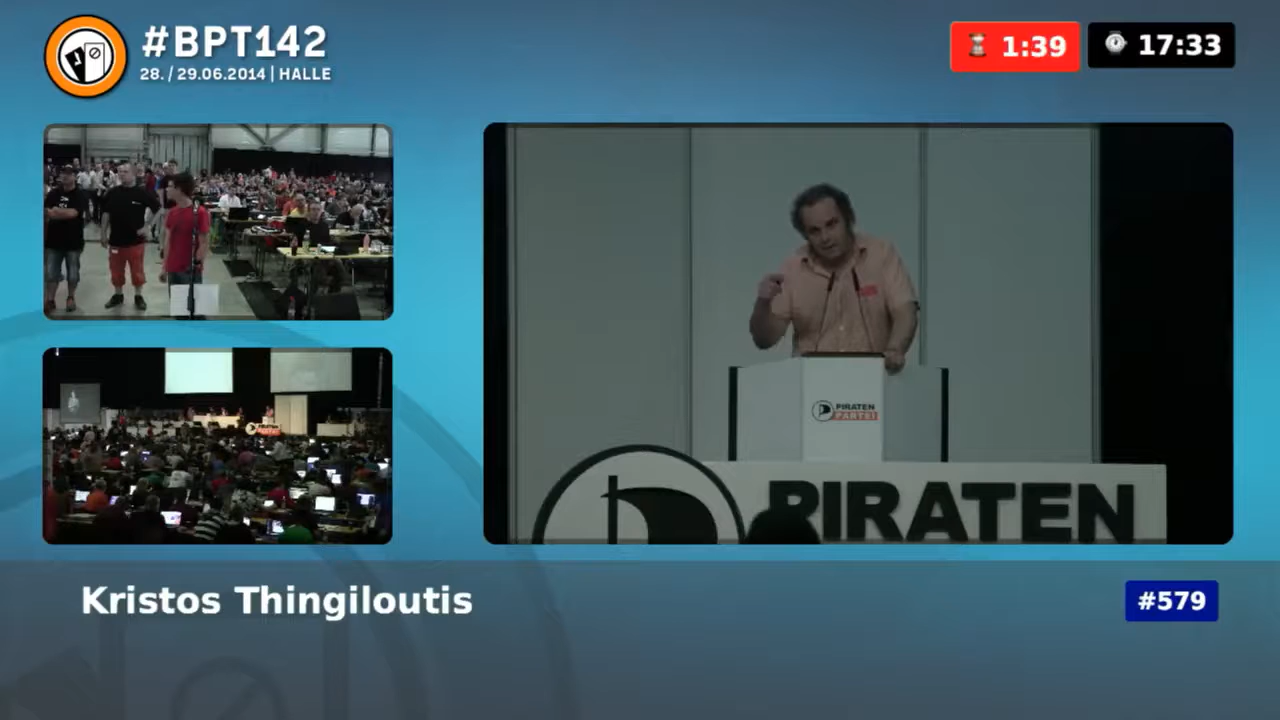 #BPT142
28. / 29.06.2014 | HALLE
1:39
17:33
PIRATEN
PARTEI
PIRATEN
Kristos Thingiloutis
#579